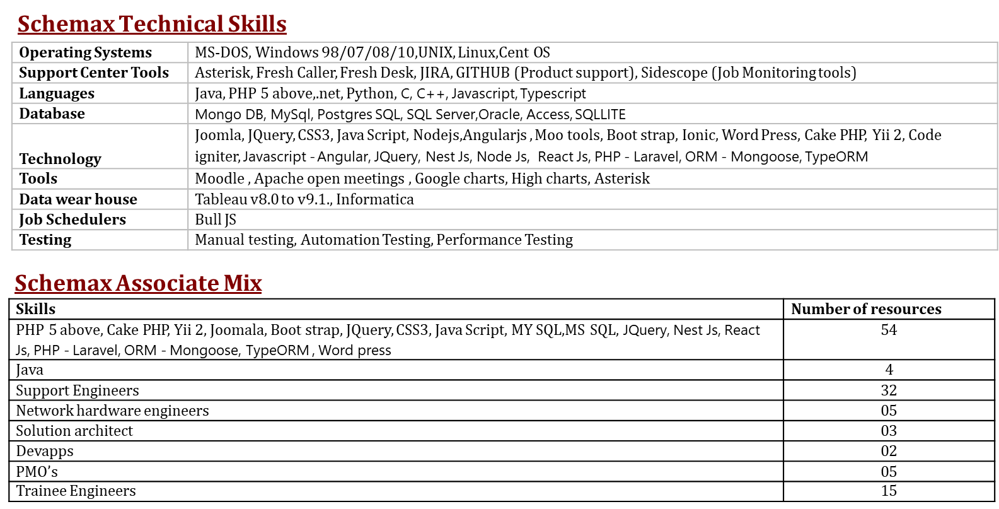 Schemax Technical Skills
Operating Systems MS-DOS, Windows 98/07/08/10,UNIX, Linux,Cent OS
Support Center Tools Asterisk, Fresh Caller, Fresh Desk, JIRA, GITHUB (Product support), Sidescope (Job Monitoring tools)
Languages Java, PHP 5 above,.net, Python, C, C++, Javascript, Typescript
Database Mongo DB, MySql, Postgres SQL, SQL Server,Oracle, Access, SQLLITE
Joomla, JQuery, CSS3, Java Script, Nodejs,Angularjs , Moo tools, Boot strap, Ionic, Word Press, Cake PHP, Yii 2, Code
Technology igniter, Javascript - Angular, JQuery, Nest Js, Node Js, React Js, PHP - Laravel, ORM - Mongoose, TypeORM
Tools Moodle , Apache open meetings , Google charts, High charts, Asterisk
Data wear house Tableau v8.0 to v9.1., Informatica
Job Schedulers Bull JS
Testing Manual testing, Automation Testing, Performance Testing
Schemax Associate Mix
Skills Number of resources
PHP 5 above, Cake PHP, Yii 2, Joomala, Boot strap, JQuery, CSS3, Java Script, MY SQL,MS SQL, JQuery, Nest Js, React 54
Js, PHP - Laravel, ORM - Mongoose, TypeORM , Word press
Java 4
Support Engineers 32
Network hardware engineers 05
Solution architect 03
Devapps 02
PMO’s 05
Trainee Engineers 15